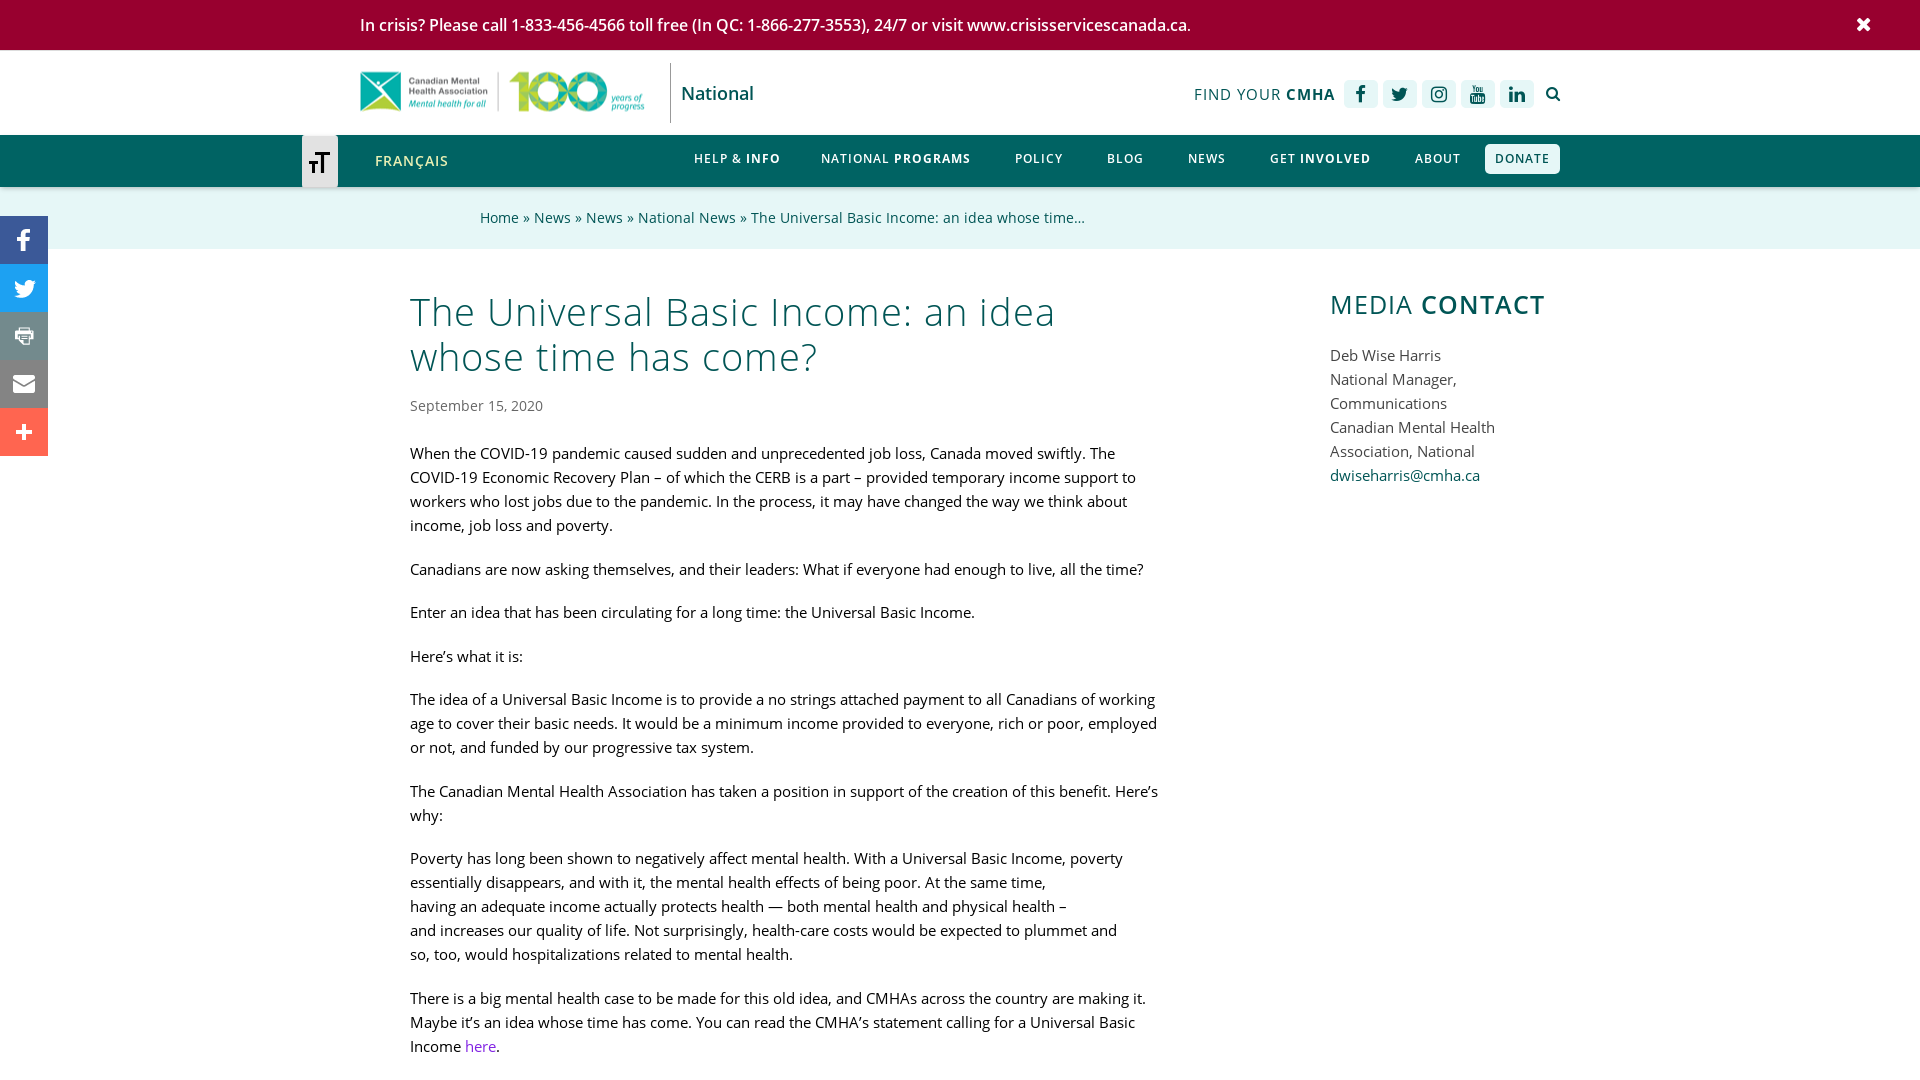 In crisis? Please call 1-833-456-4566 toll free (In QC: 1-866-277-3553), 24/7 or visit www.crisisservicescanada.ca.
Canadian Mental
Health Association
Mental health for all
100
years of
progress
National
FIND YOUR CMHA
FRANÇAIS
HELP & INFO
NATIONAL PROGRAMS
POLICY
BLOG
NEWS
GET INVOLVED
ABOUT
DONATE
Home » News » News » National News » The Universal Basic Income: an idea whose time…
The Universal Basic Income: an idea
whose time has come?
September 15, 2020
When the COVID-19 pandemic caused sudden and unprecedented job loss, Canada moved swiftly. The
COVID-19 Economic Recovery Plan – of which the CERB is a part – provided temporary income support to
workers who lost jobs due to the pandemic. In the process, it may have changed the way we think about
income, job loss and poverty.
Canadians are now asking themselves, and their leaders: What if everyone had enough to live, all the time?
Enter an idea that has been circulating for a long time: the Universal Basic Income.
Here’s what it is:
The idea of a Universal Basic Income is to provide a no strings attached payment to all Canadians of working
age to cover their basic needs. It would be a minimum income provided to everyone, rich or poor, employed
or not, and funded by our progressive tax system.
The Canadian Mental Health Association has taken a position in support of the creation of this benefit. Here’s
why:
Poverty has long been shown to negatively affect mental health. With a Universal Basic Income, poverty
essentially disappears, and with it, the mental health effects of being poor. At the same time,
having an adequate income actually protects health — both mental health and physical health –
and increases our quality of life. Not surprisingly, health-care costs would be expected to plummet and
so, too, would hospitalizations related to mental health.
There is a big mental health case to be made for this old idea, and CMHAs across the country are making it.
Maybe it’s an idea whose time has come. You can read the CMHA’s statement calling for a Universal Basic
Income here.
MEDIA CONTACT
Deb Wise Harris
National Manager,
Communications
Canadian Mental Health
Association, National
dwiseharris@cmha.ca